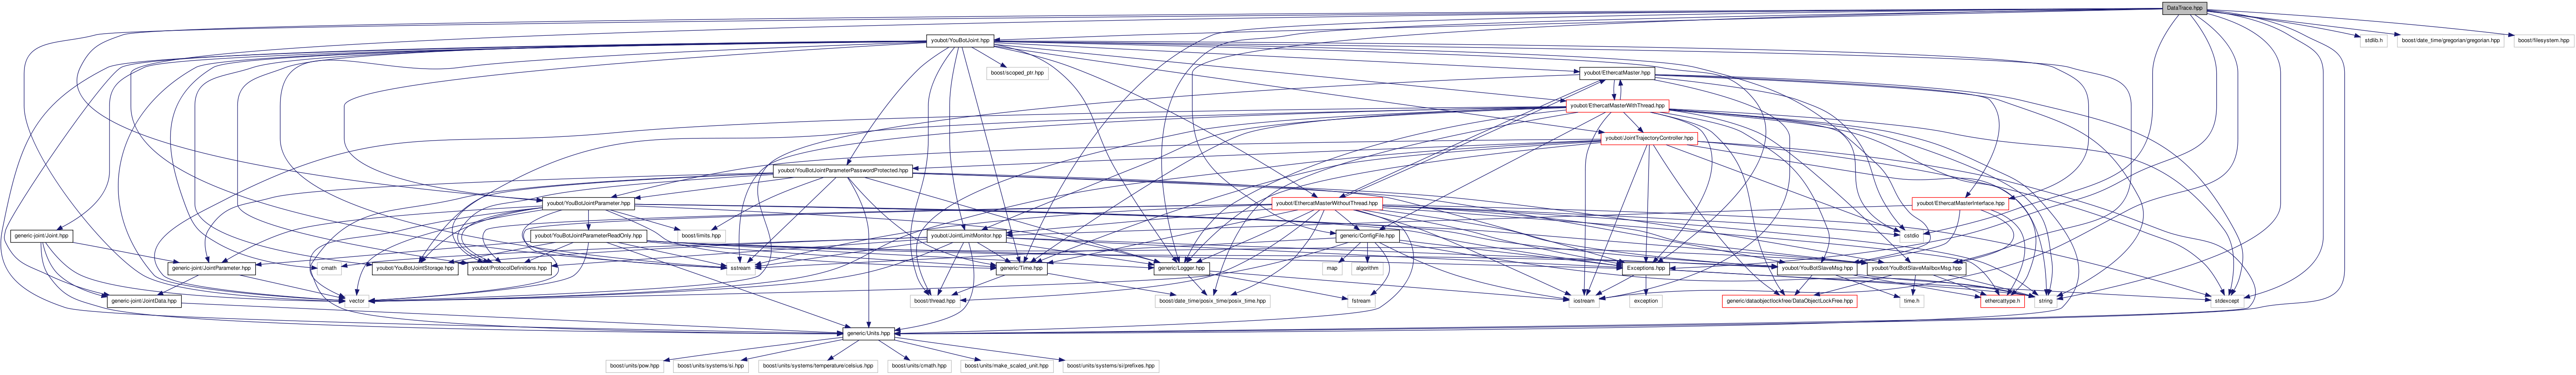 DataTrace.hpp
youbot/YouBotJoint.hpp
stdlib.h
boost/date_time/gregorian/gregorian.hpp
boost/filesystem.hpp
boost/scoped_ptr.hpp
youbot/EthercatMaster.hpp
youbot/EthercatMasterWithThread.hpp
youbot/JointTrajectoryController.hpp
youbot/YouBotJointParameterPasswordProtected.hpp
youbot/YouBotJointParameter.hpp
youbot/EthercatMasterWithoutThread.hpp
youbot/EthercatMasterInterface.hpp
generic-joint/Joint.hpp
youbot/YouBotJointParameterReadOnly.hpp
boost/limits.hpp
youbot/JointLimitMonitor.hpp
generic/ConfigFile.hpp
cstdio
generic-joint/JointParameter.hpp
cmath
youbot/YouBotJointStorage.hpp
youbot/ProtocolDefinitions.hpp
sstream
generic/Time.hpp
generic/Logger.hpp
map
algorithm
Exceptions.hpp
youbot/YouBotSlaveMsg.hpp
youbot/YouBotSlaveMailboxMsg.hpp
generic-joint/JointData.hpp
vector
boost/thread.hpp
boost/date_time/posix_time/posix_time.hpp
fstream
iostream
exception
generic/dataobjectlockfree/DataObjectLockFree.hpp
time.h
ethercattype.h
string
stdexcept
generic/Units.hpp
boost/units/pow.hpp
boost/units/systems/si.hpp
boost/units/systems/temperature/celsius.hpp
boost/units/cmath.hpp
boost/units/make_scaled_unit.hpp
boost/units/systems/si/prefixes.hpp